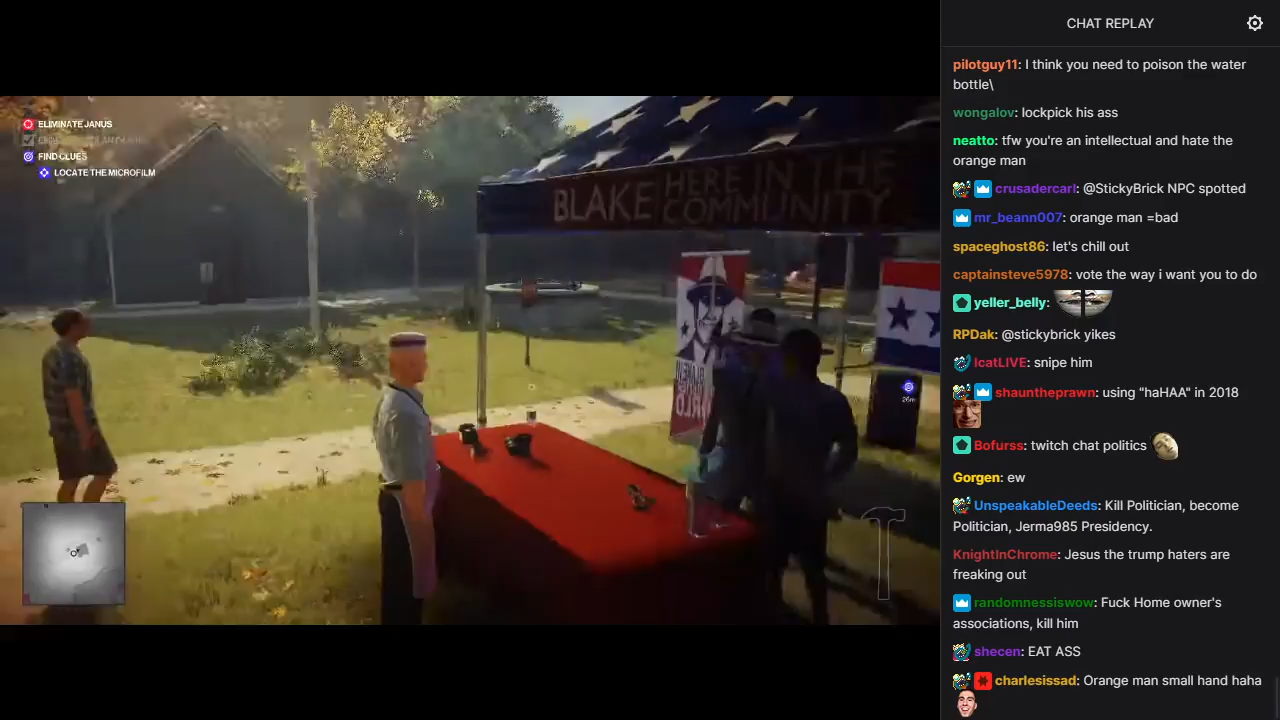 ELIMINATE JANUS
FIND CLUES
LOCATE THE MICROFILM
BLAKE HERE IN THE
COMMUNITY
BLAKE IN
26m
CHAT REPLAY
pilotguy11: I think you need to poison the water
bottle\
wongalov: lockpick his ass
neatto: tfw you're an intellectual and hate the
orange man
crusadercarl: @StickyBrick NPC spotted
mr_beann007: orange man =bad
spaceghost86: let's chill out
captainsteve5978: vote the way i want you to do
yeller_belly:
RPDak: @stickybrick yikes
IcatLIVE: snipe him
shauntheprawn: using "haHAA" in 2018
Bofurss: twitch chat politics
Gorgen: ew
UnspeakableDeeds: Kill Politician, become
Politician, Jerma985 Presidency.
KnightInChrome: Jesus the trump haters are
freaking out
randomnessiswow: Fuck Home owner's
associations, kill him
shecen: EAT ASS
charlesissad: Orange man small hand haha